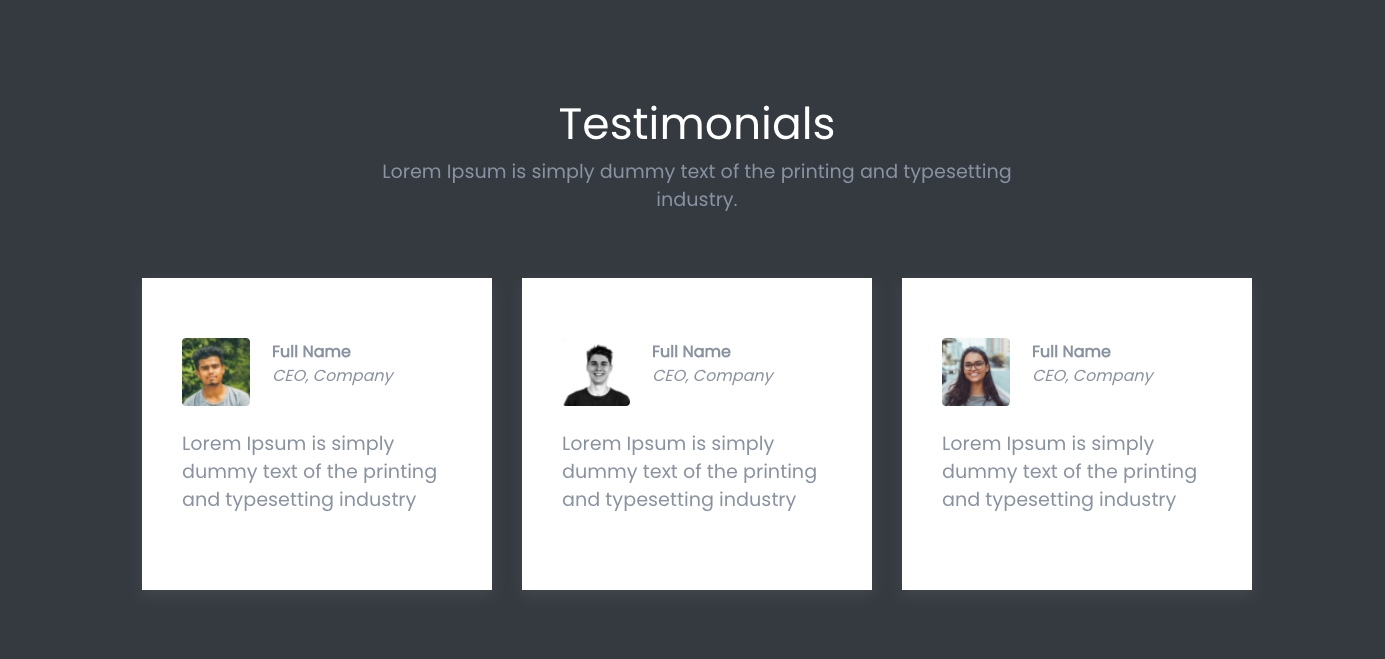 Testimonials
Lorem Ipsum is simply dummy text of the printing and typesetting
industry.
Full Name
CEO, Company
Lorem Ipsum is simply
dummy text of the printing
and typesetting industry
Full Name
CEO, Company
Lorem Ipsum is simply
dummy text of the printing
and typesetting industry
Full Name
CEO, Company
Lorem Ipsum is simply
dummy text of the printing
and typesetting industry